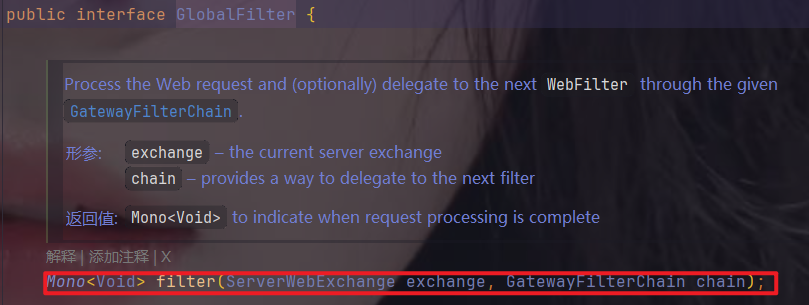 public interface GlobalFilter {
Process the Web request and (optionally) delegate to the next WebFilter through the given
GatewayFilterChain.
形参: exchange – the current server exchange
chain – provides a way to delegate to the next filter
返回值: Mono<Void> to indicate when request processing is complete
解释 | 添加注释 | X
Mono<Void> filter(ServerWebExchange exchange, GatewayFilterChain chain);